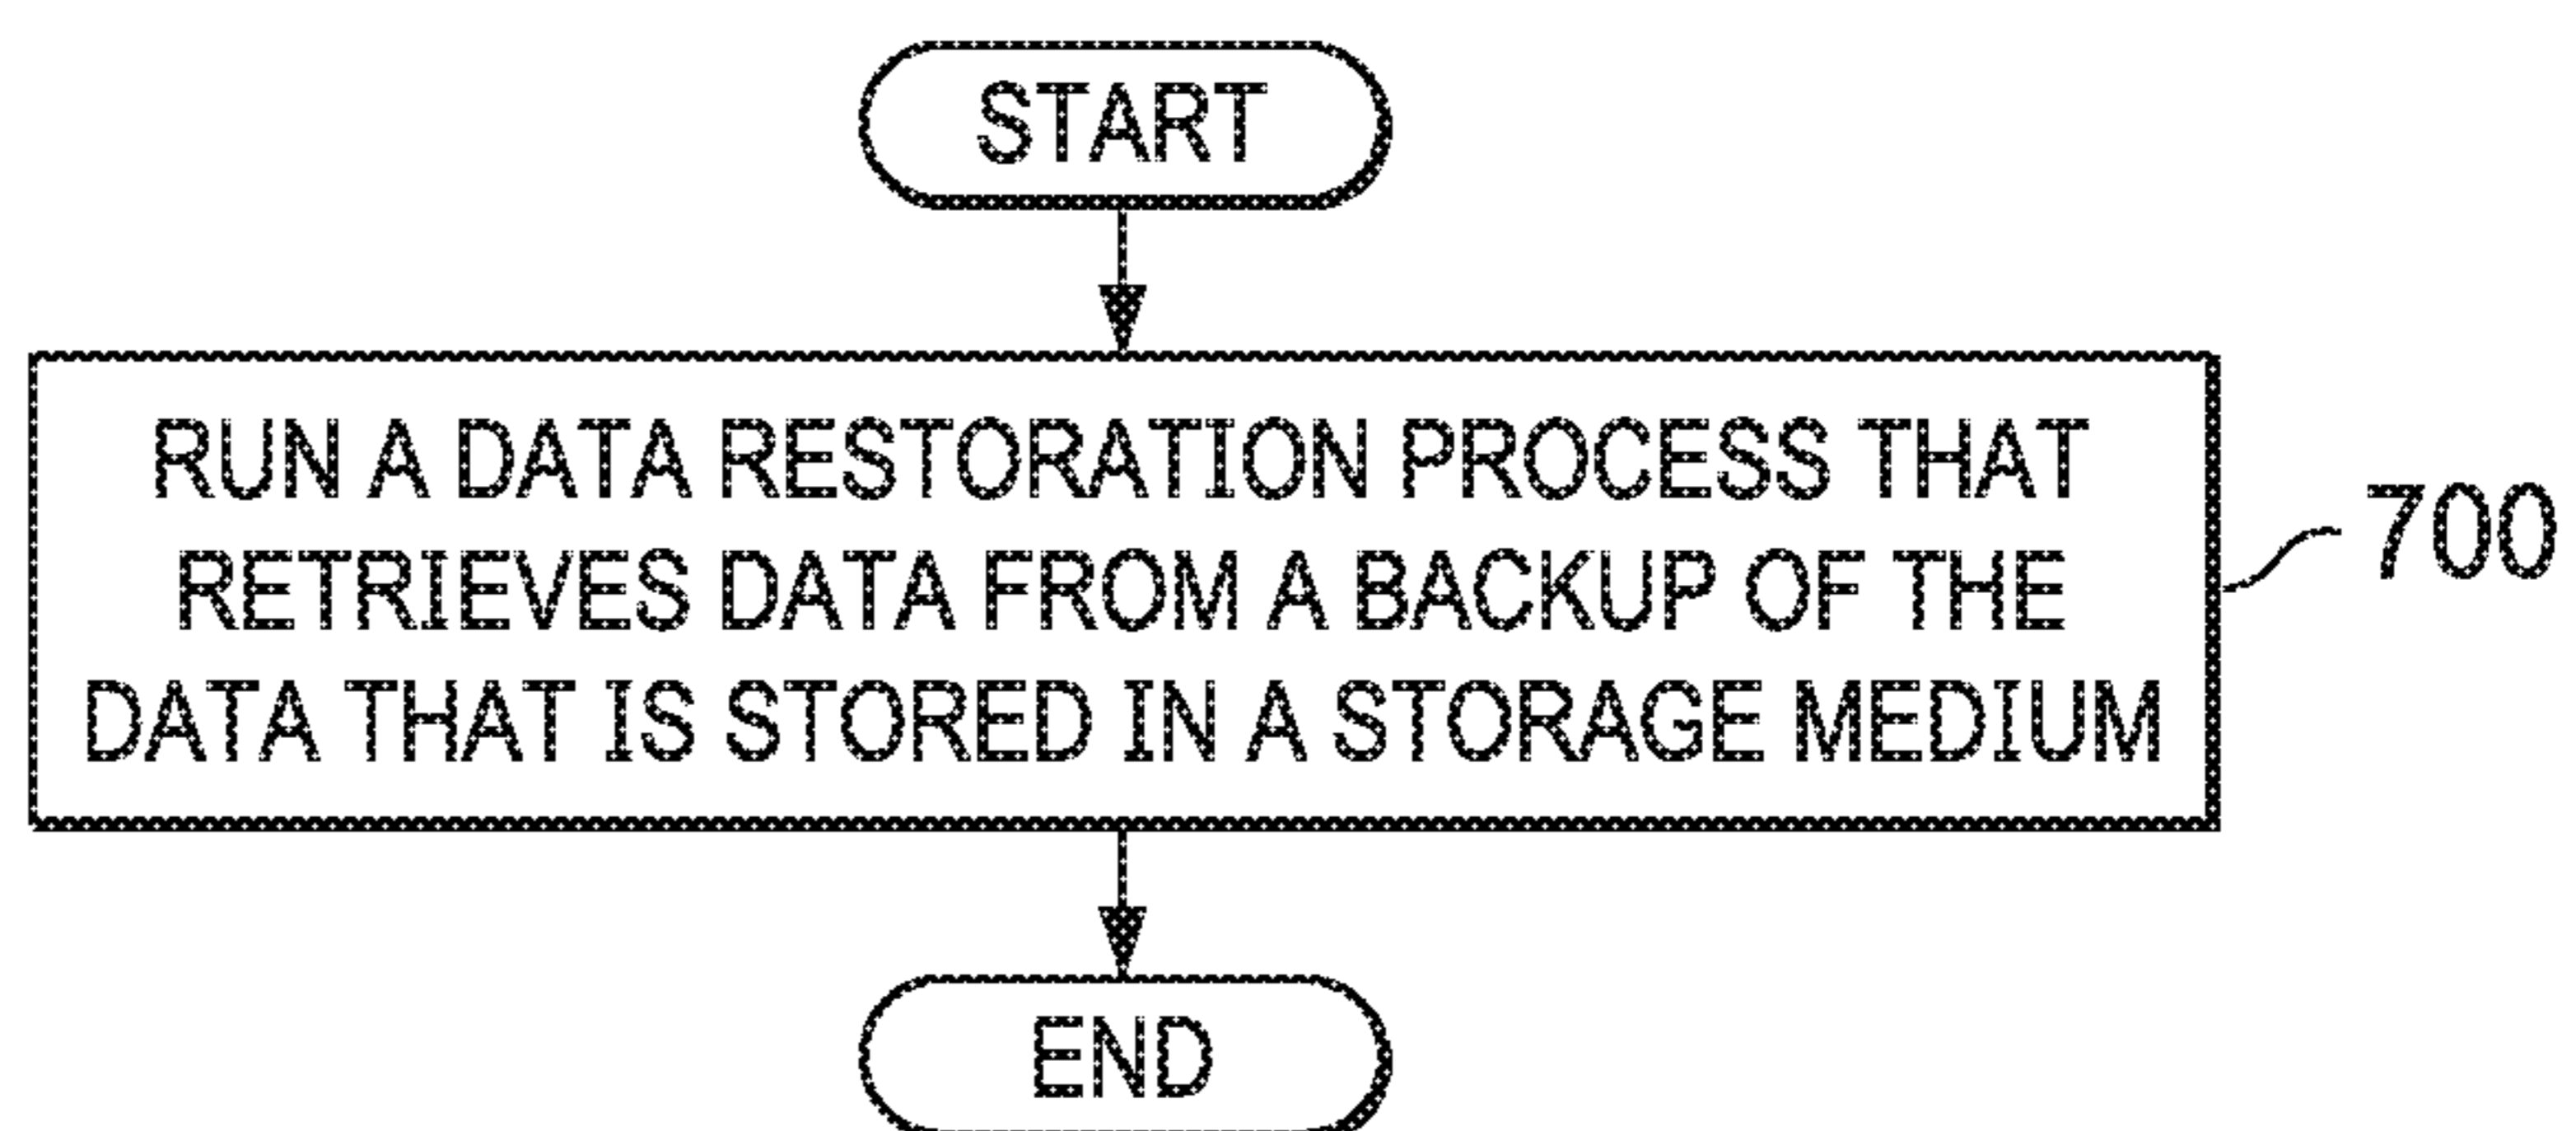 START
RUN A DATA RESTORATION PROCESS THAT
RETRIEVES DATA FROM A BACKUP OF THE
DATA THAT IS STORED IN A STORAGE MEDIUM
700
END